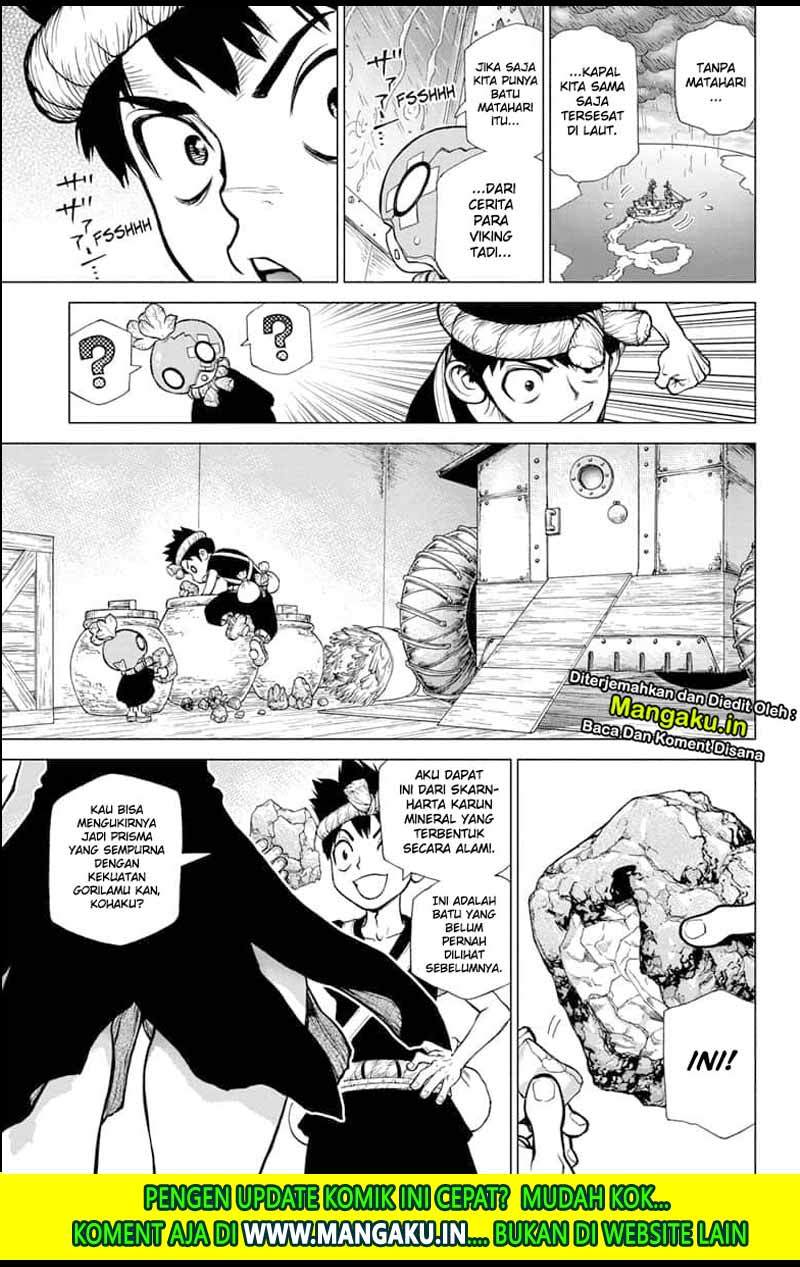 TANPA
MATAHARI
...
...KAPAL
KITA SAMA
SAJA
TERSESAT
DI LAUT.
JIKA SAJA
KITA PUNYA
BATU
MATAHARI
ITU...
...DARI
CERITA
PARA
VIKING
TADI...
FSSHHH
ザァァ...
FSSHHH
?
?
Diterjemahkan dan Diedit Oleh :
Mangaku.in
Baca Dan Koment Disana
INI!
AKU DAPAT
INI DARI SKARN-
HARTA KARUN
MINERAL YANG
TERBENTUK
SECARA ALAMI.
INI ADALAH
BATU YANG
BELUM
PERNAH
DILIHAT
SEBELUMNYA.
KAU BISA
MENGUKIRNYA
JADI PRISMA
YANG SEMPURNA
DENGAN
KEKUATAN
GORILAMU KAN,
KOHAKU?
PENGEN UPDATE KOMIK INI CEPAT? MUDAH KOK...
KOMENT AJA DI WWW.MANGAKU.IN.... BUKAN DI WEBSITE LAIN